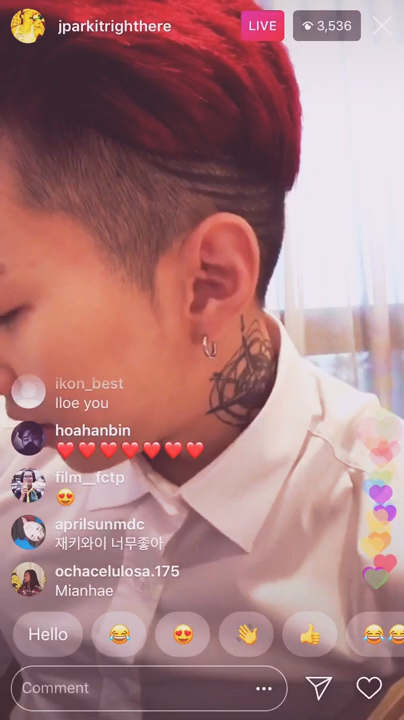 jparkitrighthere
LIVE
3,536
ikon_best
Iloe you
hoahanbin
❤️❤️❤️❤️❤️❤️❤️
film__fctp
😍
aprilsunmdc
재키와이 너무좋아
ochacelulosa.175
Mianhae
Hello 😂 😍 👋 👍 😂😂
Comment